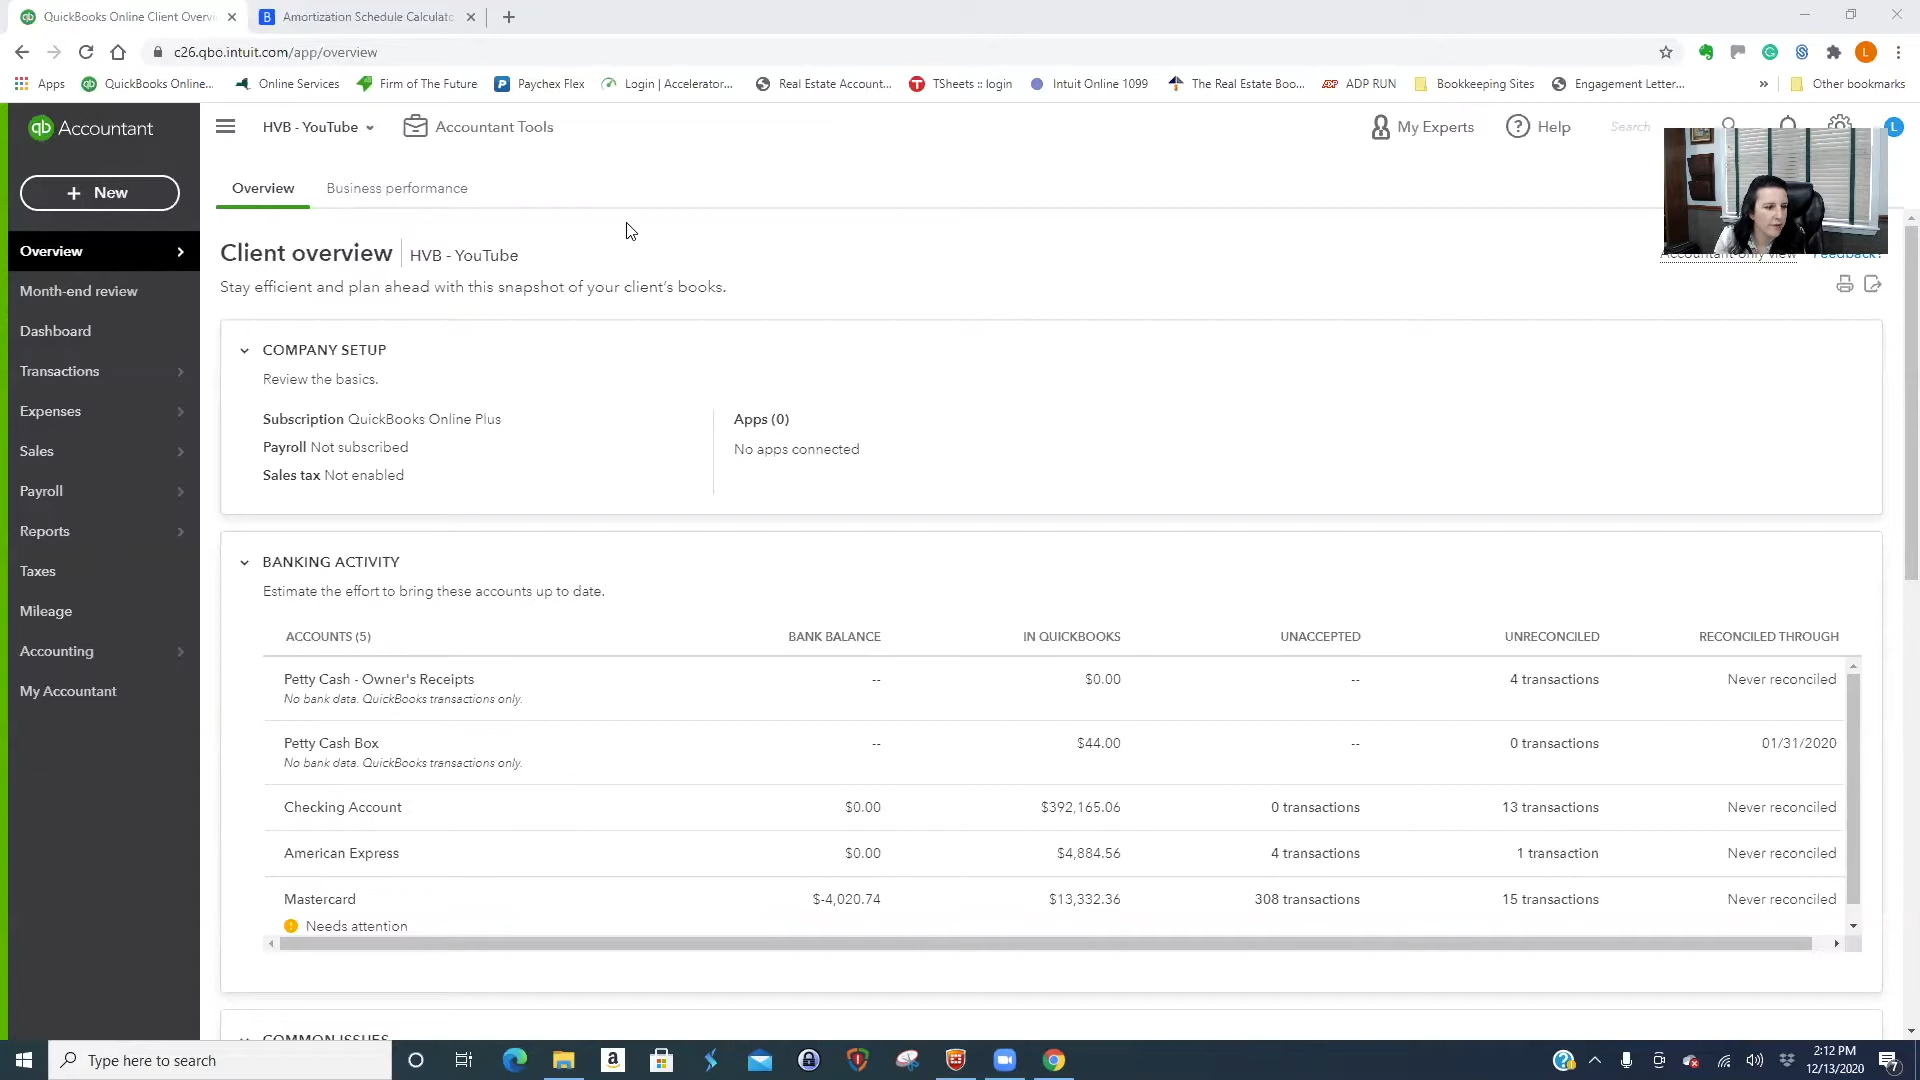 QuickBooks Online Client Overvi
Amortization Schedule Calculato
c26.qbo.intuit.com/app/overview
Apps
QuickBooks Online...
Online Services
Firm of The Future
Paychex Flex
Login | Accelerator...
Real Estate Account...
TSheets :: login
Intuit Online 1099
The Real Estate Boo...
ADP RUN
Bookkeeping Sites
Engagement Letter...
»
Other bookmarks
qb Accountant
HVB - YouTube
Accountant Tools
My Experts
Help
Search
L
+ New
Overview
Month-end review
Dashboard
Transactions
Expenses
Sales
Payroll
Reports
Taxes
Mileage
Accounting
My Accountant
Overview
Business performance
Client overview
HVB - YouTube
Accountant-only view
Feedback?
Stay efficient and plan ahead with this snapshot of your client's books.
COMPANY SETUP
Review the basics.
Subscription QuickBooks Online Plus
Payroll Not subscribed
Sales tax Not enabled
Apps (0)
No apps connected
BANKING ACTIVITY
Estimate the effort to bring these accounts up to date.
ACCOUNTS (5) BANK BALANCE IN QUICKBOOKS UNACCEPTED UNRECONCILED RECONCILED THROUGH
Petty Cash - Owner's Receipts -- $0.00 -- 4 transactions Never reconciled
No bank data. QuickBooks transactions only.
Petty Cash Box -- $44.00 -- 0 transactions 01/31/2020
No bank data. QuickBooks transactions only.
Checking Account $0.00 $392,165.06 0 transactions 13 transactions Never reconciled
American Express $0.00 $4,884.56 4 transactions 1 transaction Never reconciled
Mastercard $-4,020.74 $13,332.36 308 transactions 15 transactions Never reconciled
Needs attention
COMMON ISSUES
Type here to search
2:12 PM
12/13/2020
7